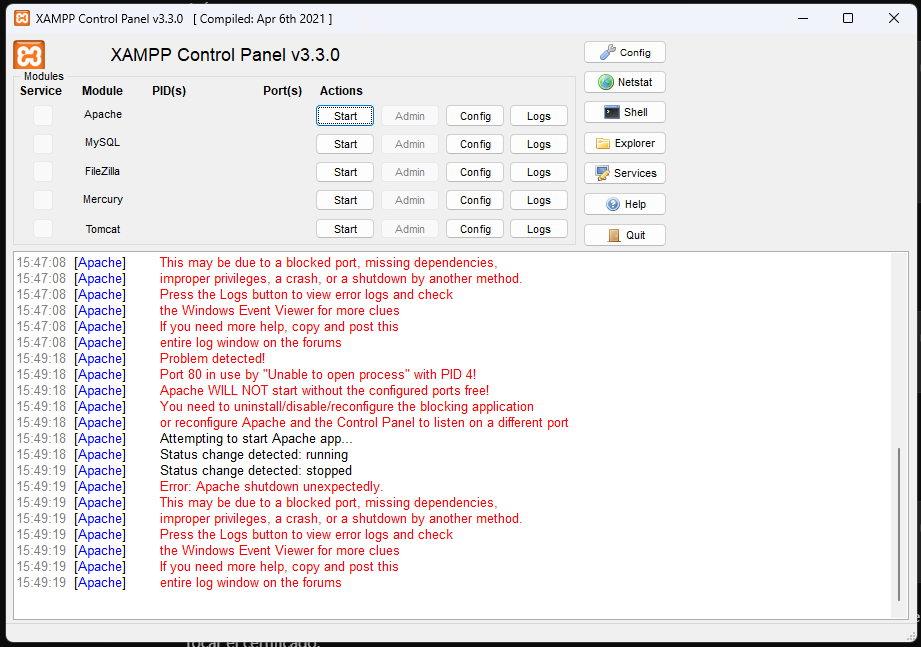 XAMPP Control Panel v3.3.0 [ Compiled: Apr 6th 2021 ]
XAMPP Control Panel v3.3.0
Config
Modules
Service Module PID(s) Port(s) Actions
Netstat
Apache Start Admin Config Logs
Shell
MySQL Start Admin Config Logs
Explorer
FileZilla Start Admin Config Logs
Services
Mercury Start Admin Config Logs
Help
Tomcat Start Admin Config Logs
Quit
15:47:08 [Apache] This may be due to a blocked port, missing dependencies,
15:47:08 [Apache] improper privileges, a crash, or a shutdown by another method.
15:47:08 [Apache] Press the Logs button to view error logs and check
15:47:08 [Apache] the Windows Event Viewer for more clues
15:47:08 [Apache] If you need more help, copy and post this
15:47:08 [Apache] entire log window on the forums
15:49:18 [Apache] Problem detected!
15:49:18 [Apache] Port 80 in use by "Unable to open process" with PID 4!
15:49:18 [Apache] Apache WILL NOT start without the configured ports free!
15:49:18 [Apache] You need to uninstall/disable/reconfigure the blocking application
15:49:18 [Apache] or reconfigure Apache and the Control Panel to listen on a different port
15:49:18 [Apache] Attempting to start Apache app...
15:49:18 [Apache] Status change detected: running
15:49:19 [Apache] Status change detected: stopped
15:49:19 [Apache] Error: Apache shutdown unexpectedly.
15:49:19 [Apache] This may be due to a blocked port, missing dependencies,
15:49:19 [Apache] improper privileges, a crash, or a shutdown by another method.
15:49:19 [Apache] Press the Logs button to view error logs and check
15:49:19 [Apache] the Windows Event Viewer for more clues
15:49:19 [Apache] If you need more help, copy and post this
15:49:19 [Apache] entire log window on the forums